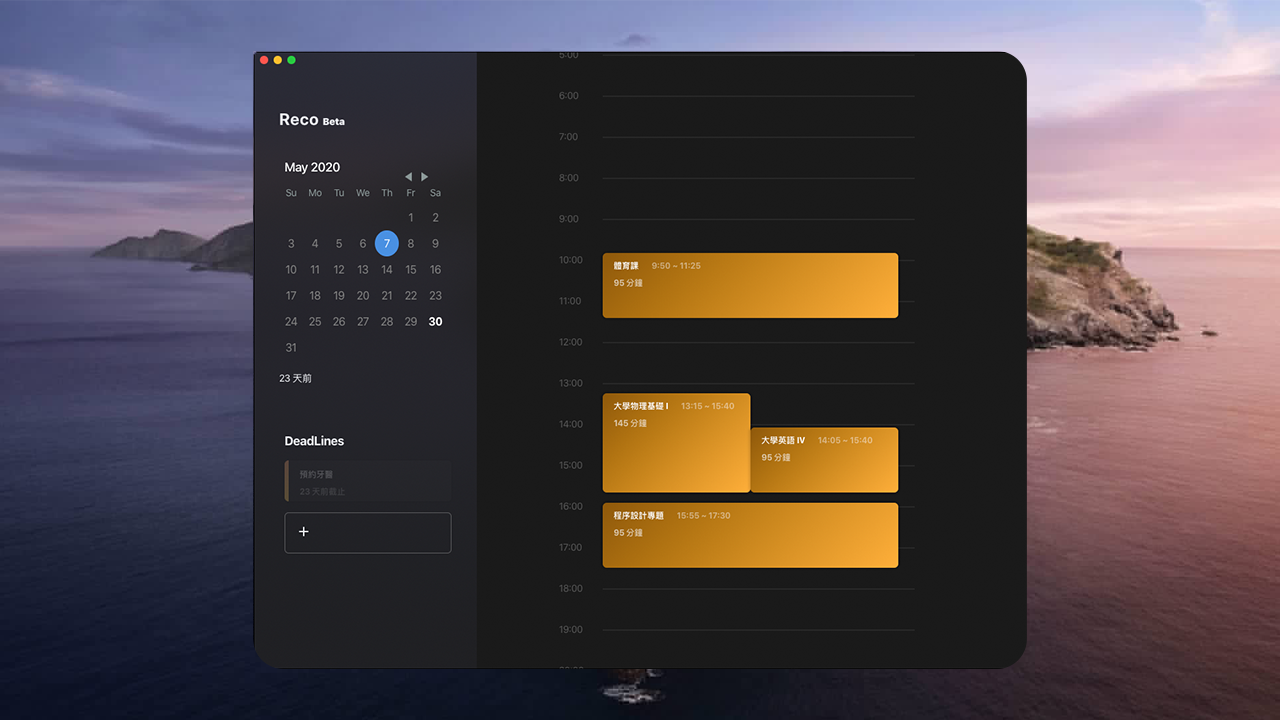 Reco Beta
May 2020
Su Mo Tu We Th Fr Sa
1 2
3 4 5 6 7 8 9
10 11 12 13 14 15 16
17 18 19 20 21 22 23
24 25 26 27 28 29 30
31
23 天前
DeadLines
預約牙醫
23 天前截止
+
5:00
6:00
7:00
8:00
9:00
10:00
11:00
12:00
13:00
14:00
15:00
16:00
17:00
18:00
19:00
體育課 9:50 ~ 11:25
95 分鐘
大學物理基礎 I 13:15 ~ 15:40
145 分鐘
大學英語 IV 14:05 ~ 15:40
95 分鐘
程序設計專題 15:55 ~ 17:30
95 分鐘